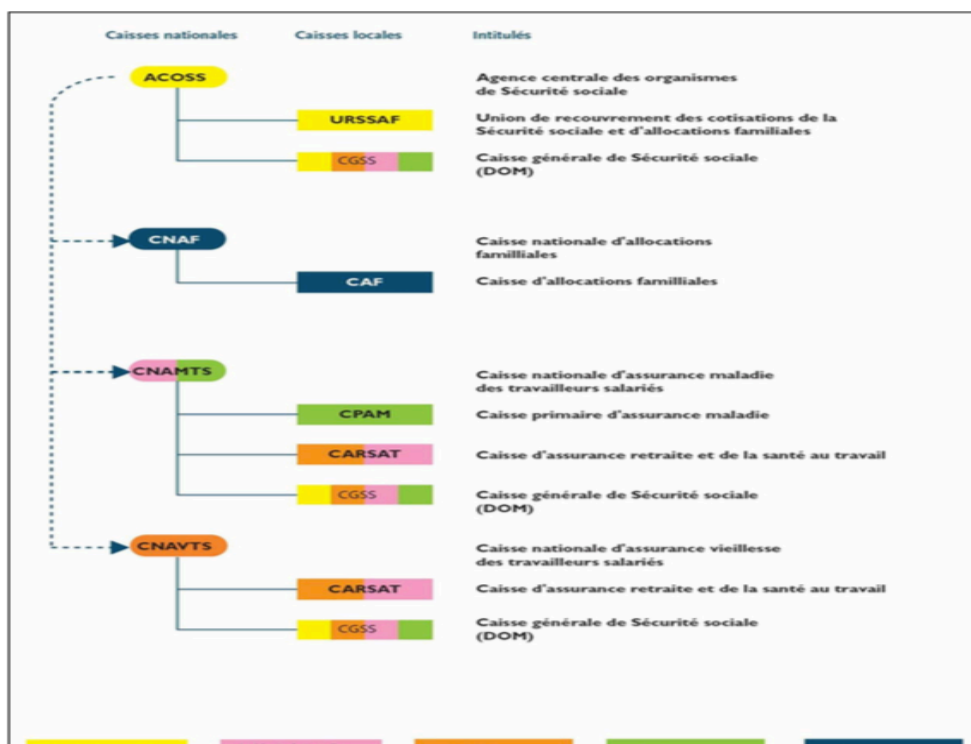 Caisses nationales
Caisses locales
Intitulés
ACOSS
Agence centrale des organismes
de Sécurité sociale
URSSAF
Union de recouvrement des cotisations de la
Sécurité sociale et d'allocations familiales
CGSS
Caisse générale de Sécurité sociale
(DOM)
CNAF
Caisse nationale d'allocations
familliales
CAF
Caisse d'allocations familliales
CNAMTS
Caisse nationale d'assurance maladie
des travailleurs salariés
CPAM
Caisse primaire d'assurance maladie
CARSAT
Caisse d'assurance retraite et de la santé au travail
CGSS
Caisse générale de Sécurité sociale
(DOM)
CNAVTS
Caisse nationale d'assurance vieillesse
des travailleurs salariés
CARSAT
Caisse d'assurance retraite et de la santé au travail
CGSS
Caisse générale de Sécurité sociale
(DOM)